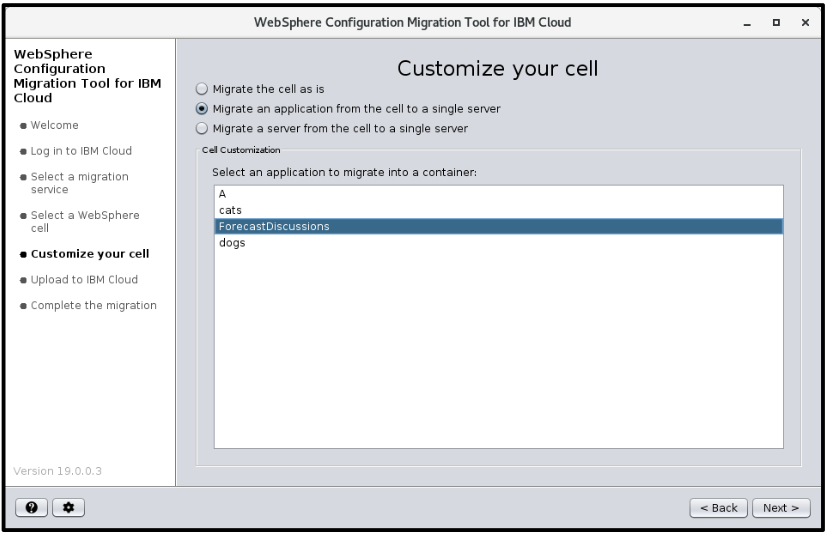 WebSphere Configuration Migration Tool for IBM Cloud
WebSphere
Configuration
Migration Tool for IBM
Cloud
Welcome
Log in to IBM Cloud
Select a migration
service
Select a WebSphere
cell
Customize your cell
Upload to IBM Cloud
Complete the migration
Version 19.0.0.3
Customize your cell
Migrate the cell as is
Migrate an application from the cell to a single server
Migrate a server from the cell to a single server
Cell Customization
Select an application to migrate into a container:
A
cats
ForecastDiscussions
dogs
?
< Back
Next >